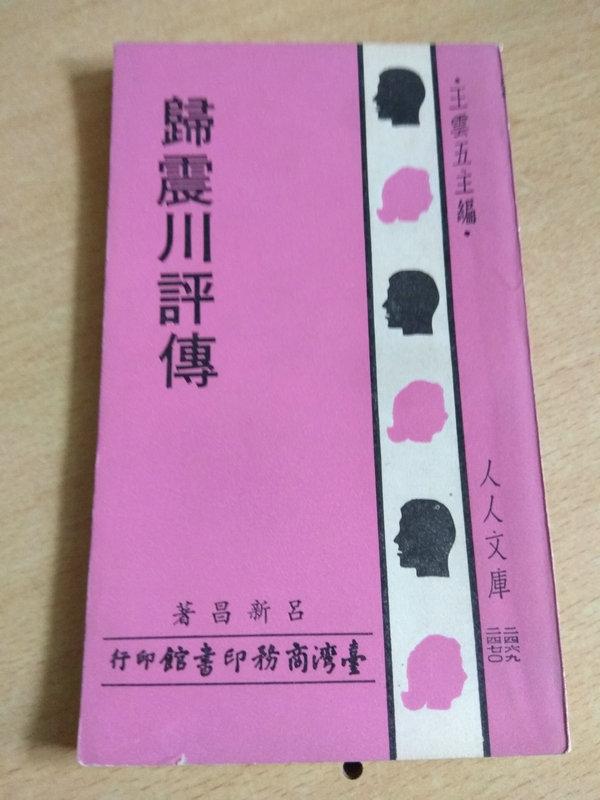 ·王雲五主編·
歸震川評傳
人人文庫
二四六九
二四七〇
呂新昌著
臺灣商務印書館印行